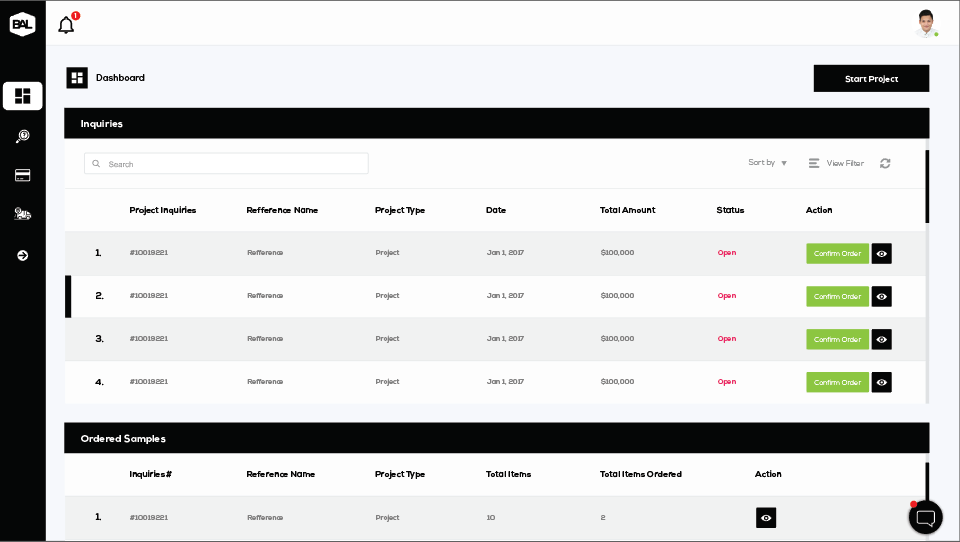 BAL
1
Dashboard
Start Project
Inquiries
Search
Sort by
View Filter
Project Inquiries Refference Name Project Type Date Total Amount Status Action
1. #10019221 Refference Project Jan 1, 2017 $100,000 Open Confirm Order
2. #10019221 Refference Project Jan 1, 2017 $100,000 Open Confirm Order
3. #10019221 Refference Project Jan 1, 2017 $100,000 Open Confirm Order
4. #10019221 Refference Project Jan 1, 2017 $100,000 Open Confirm Order
Ordered Samples
Inquiries# Reference Name Project Type Total Items Total Items Ordered Action
1. #10019221 Refference Project 10 2